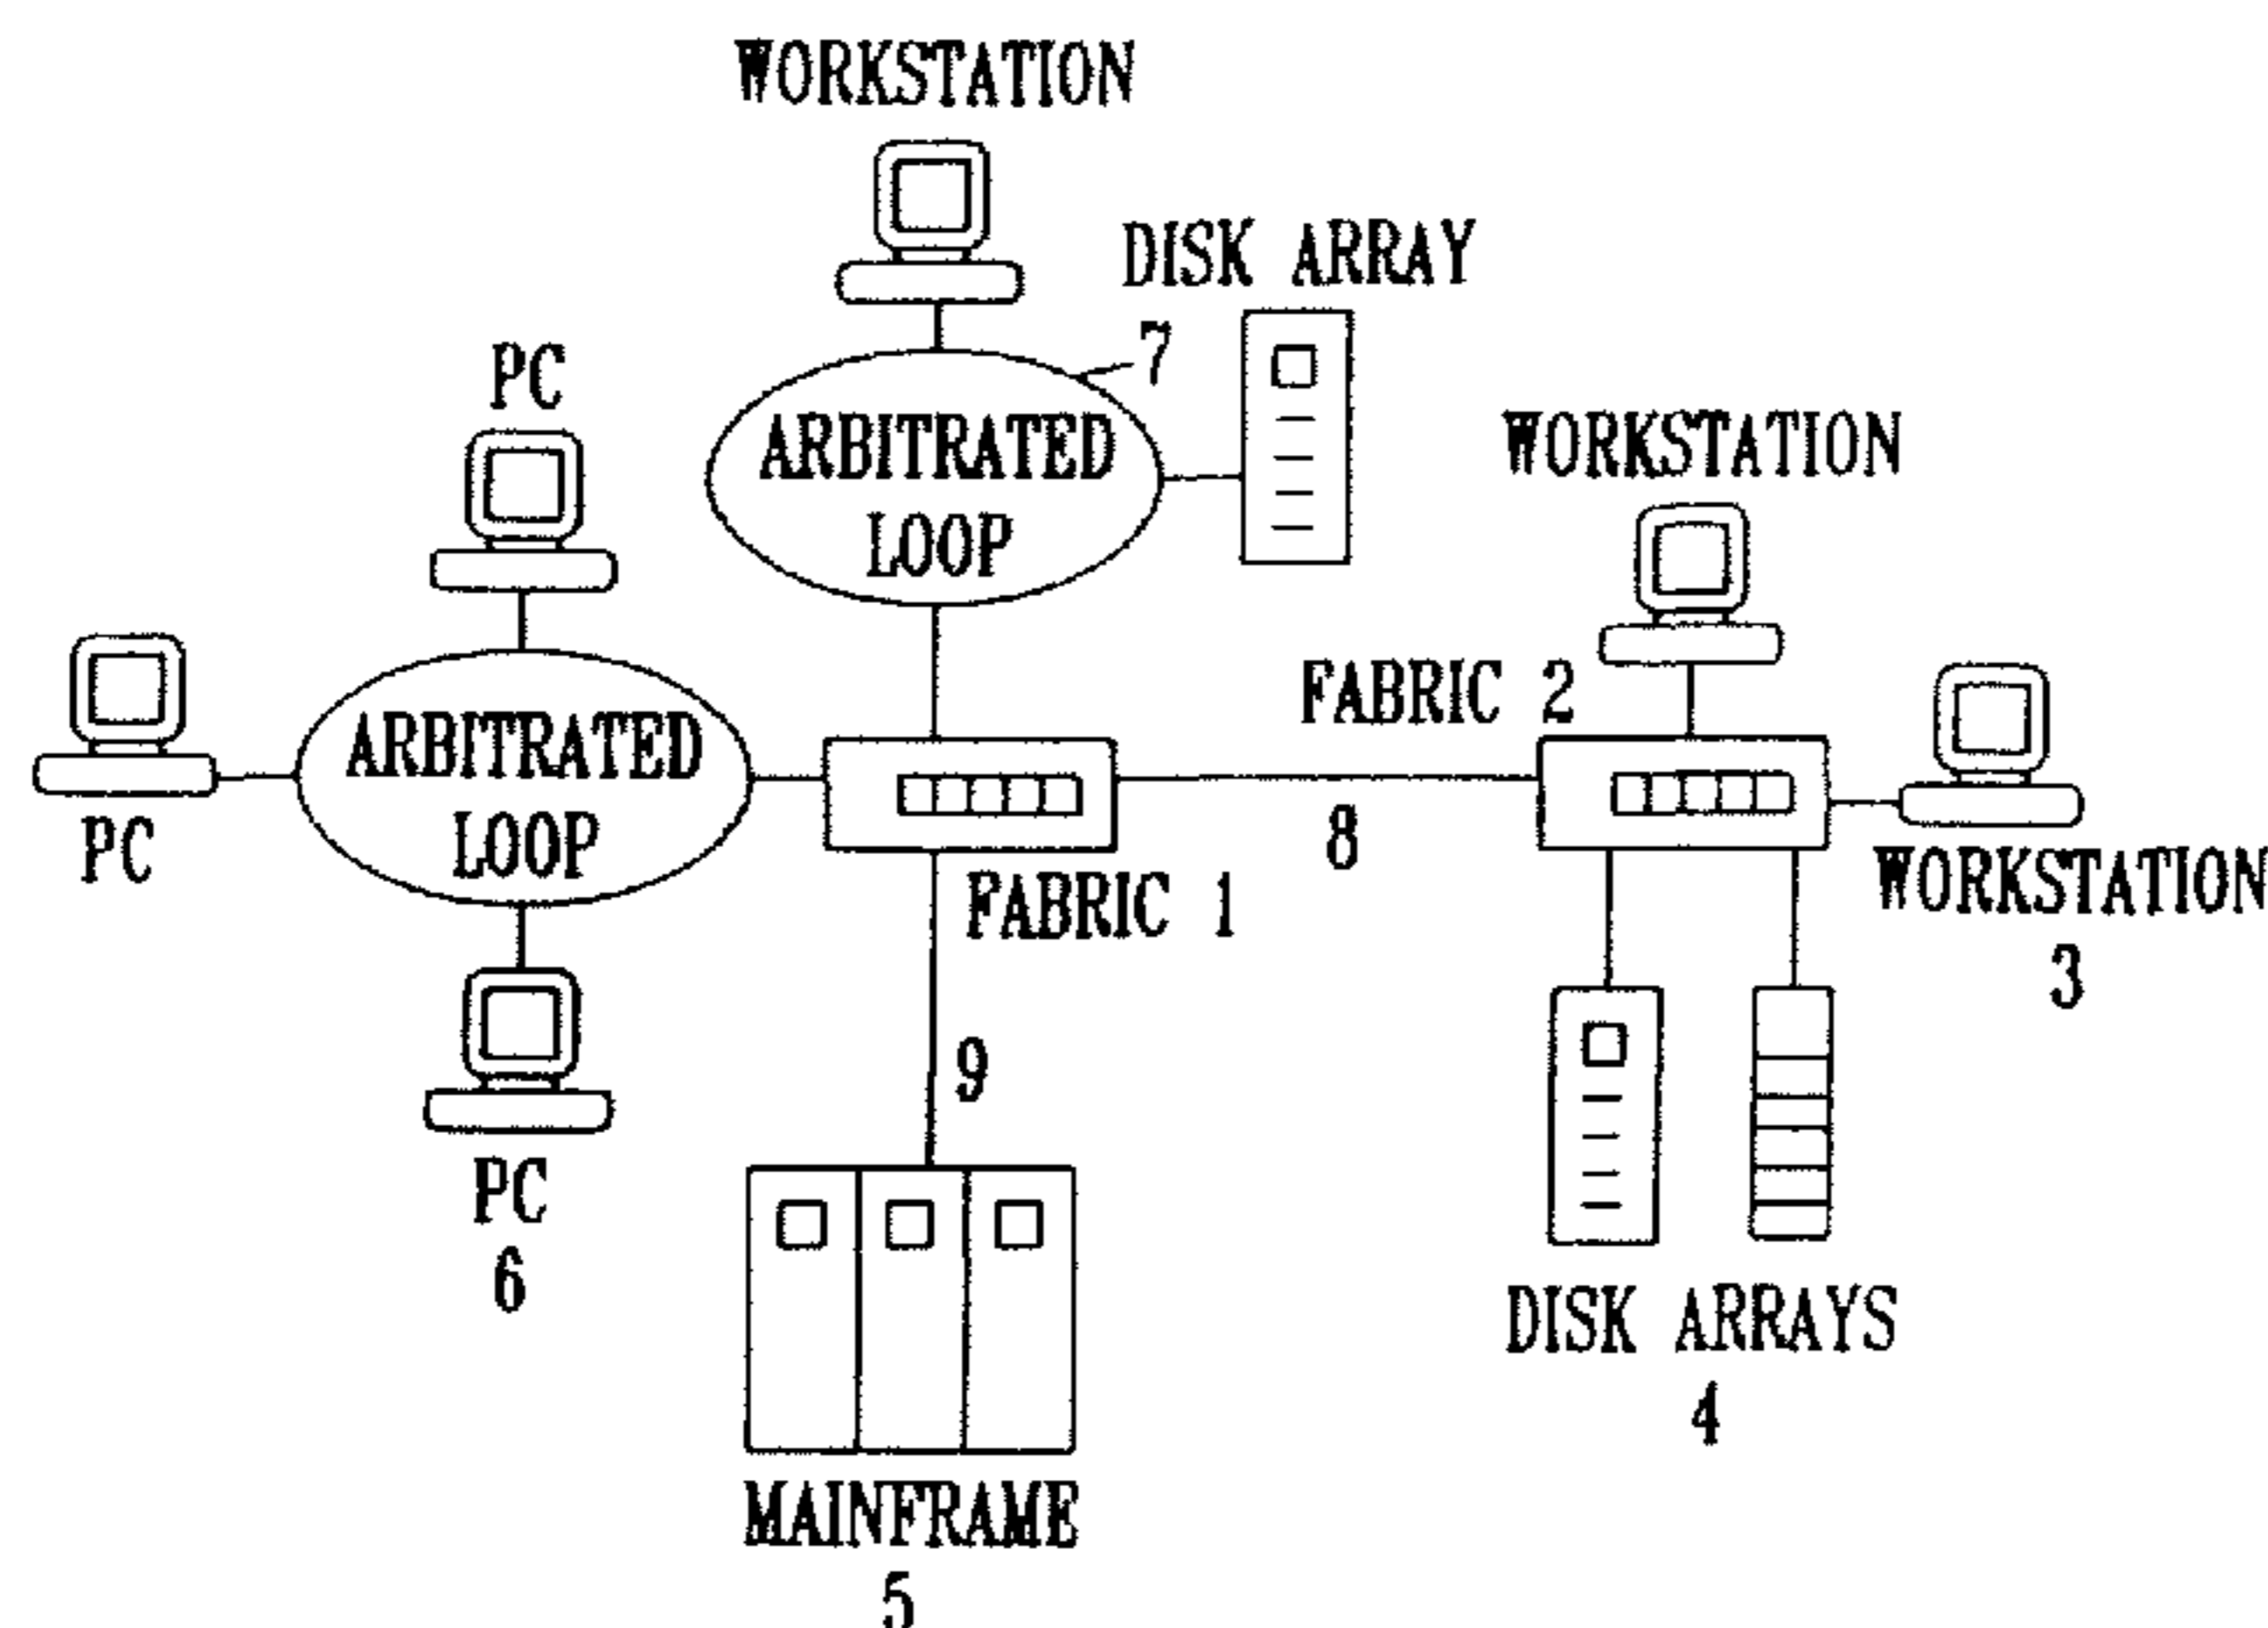 WORKSTATION
DISK ARRAY
7
PC
ARBITRATED
LOOP
WORKSTATION
FABRIC 2
ARBITRATED
LOOP
PC
8
FABRIC 1
WORKSTATION
3
9
PC
6
DISK ARRAYS
4
MAINFRAME
5